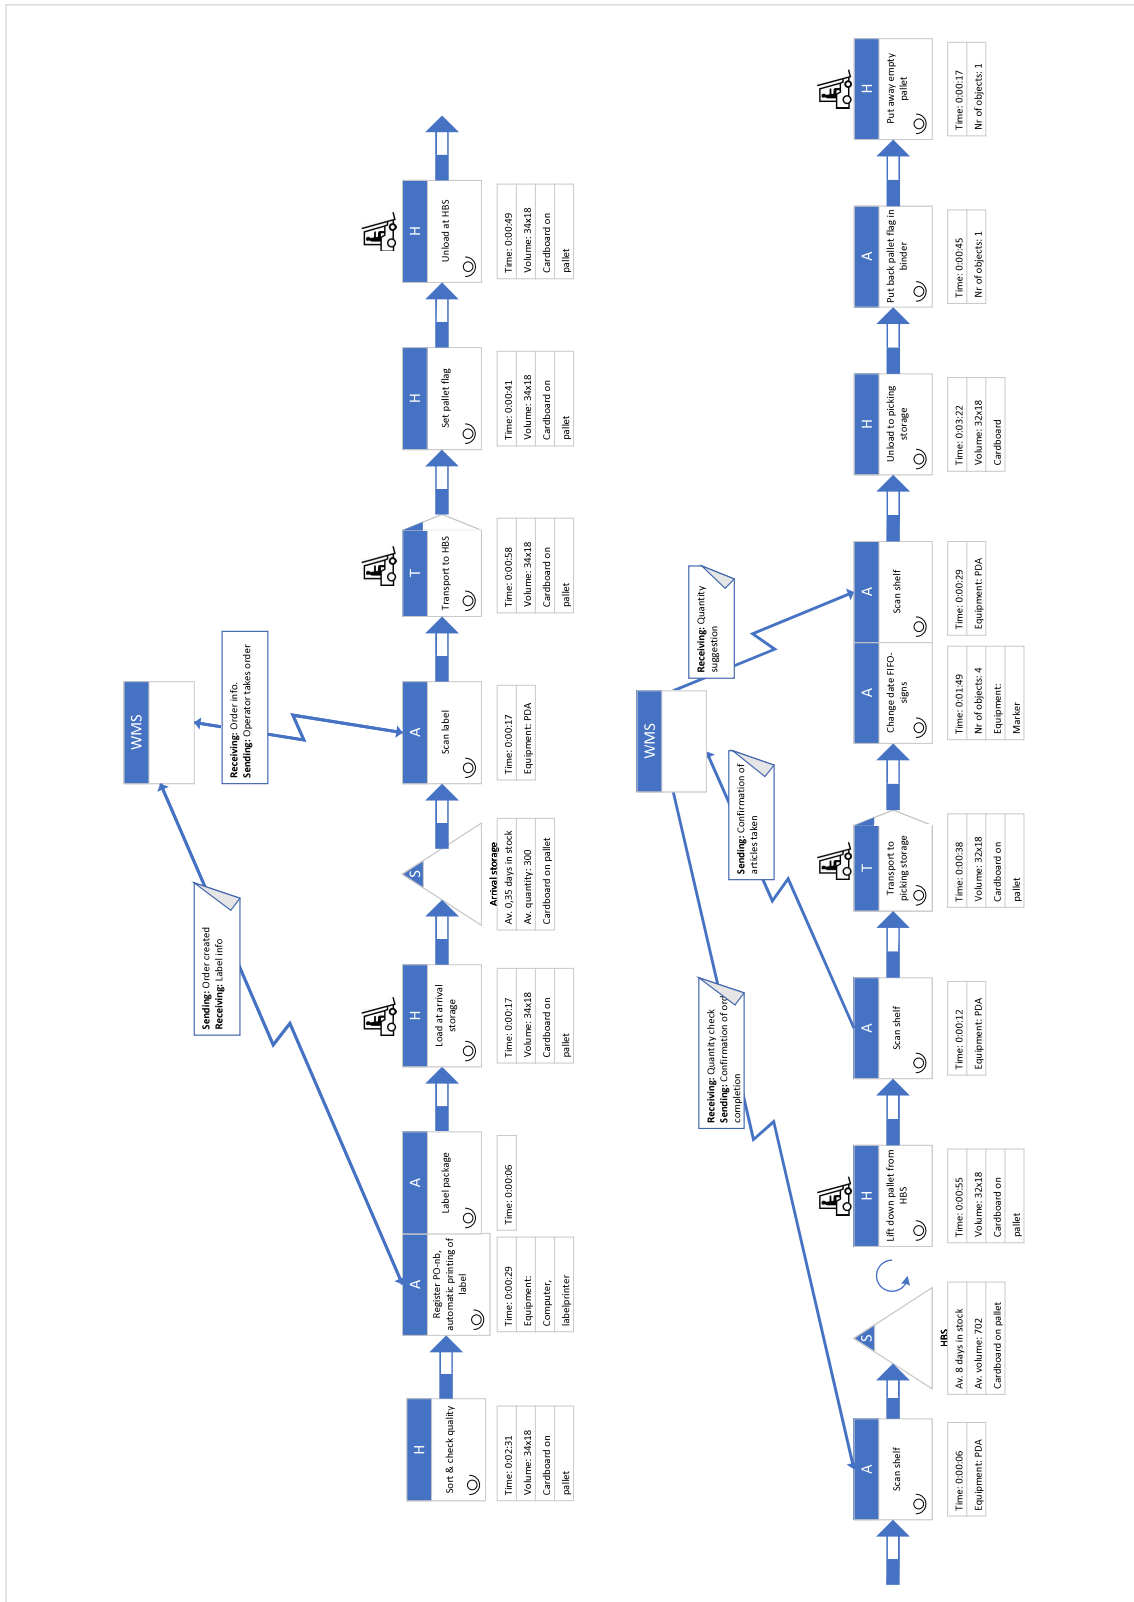 WMS
Sending: Order created
Receiving: Label info
Receiving: Order info.
Sending: Operator takes order
H
Sort & check quality
Time: 0:02:31
Volume: 34x18
Cardboard on
pallet
A
Register PO-nb,
automatic printing of
label
Time: 0:00:29
Equipment:
Computer,
labelprinter
A
Label package
Time: 0:00:06
H
Load at arrival
storage
Time: 0:00:17
Volume: 34x18
Cardboard on
pallet
S
Arrival storage
Av. 0,35 days in stock
Av. quantity: 300
Cardboard on pallet
A
Scan label
Time: 0:00:17
Equipment: PDA
T
Transport to HBS
Time: 0:00:58
Volume: 34x18
Cardboard on
pallet
H
Set pallet flag
Time: 0:00:41
Volume: 34x18
Cardboard on
pallet
H
Unload at HBS
Time: 0:00:49
Volume: 34x18
Cardboard on
pallet
WMS
Receiving: Quantity check
Sending: Confirmation of ord
completion
Sending: Confirmation of
articles taken
Receiving: Quantity
suggestion
A
Scan shelf
Time: 0:00:06
Equipment: PDA
S
HBS
Av. 8 days in stock
Av. volume: 702
Cardboard on pallet
H
Lift down pallet from
HBS
Time: 0:00:55
Volume: 32x18
Cardboard on
pallet
A
Scan shelf
Time: 0:00:12
Equipment: PDA
T
Transport to
picking storage
Time: 0:00:38
Volume: 32x18
Cardboard on
pallet
A
Change date FIFO-
signs
Time: 0:01:49
Nr of objects: 4
Equipment:
Marker
A
Scan shelf
Time: 0:00:29
Equipment: PDA
H
Unload to picking
storage
Time: 0:03:22
Volume: 32x18
Cardboard
A
Put back pallet flag in
binder
Time: 0:00:45
Nr of objects: 1
H
Put away empty
pallet
Time: 0:00:17
Nr of objects: 1